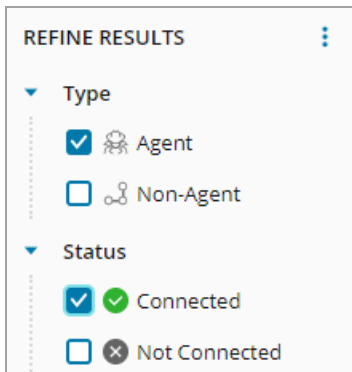 REFINE RESULTS
Type
Agent
Non-Agent
Status
Connected
Not Connected